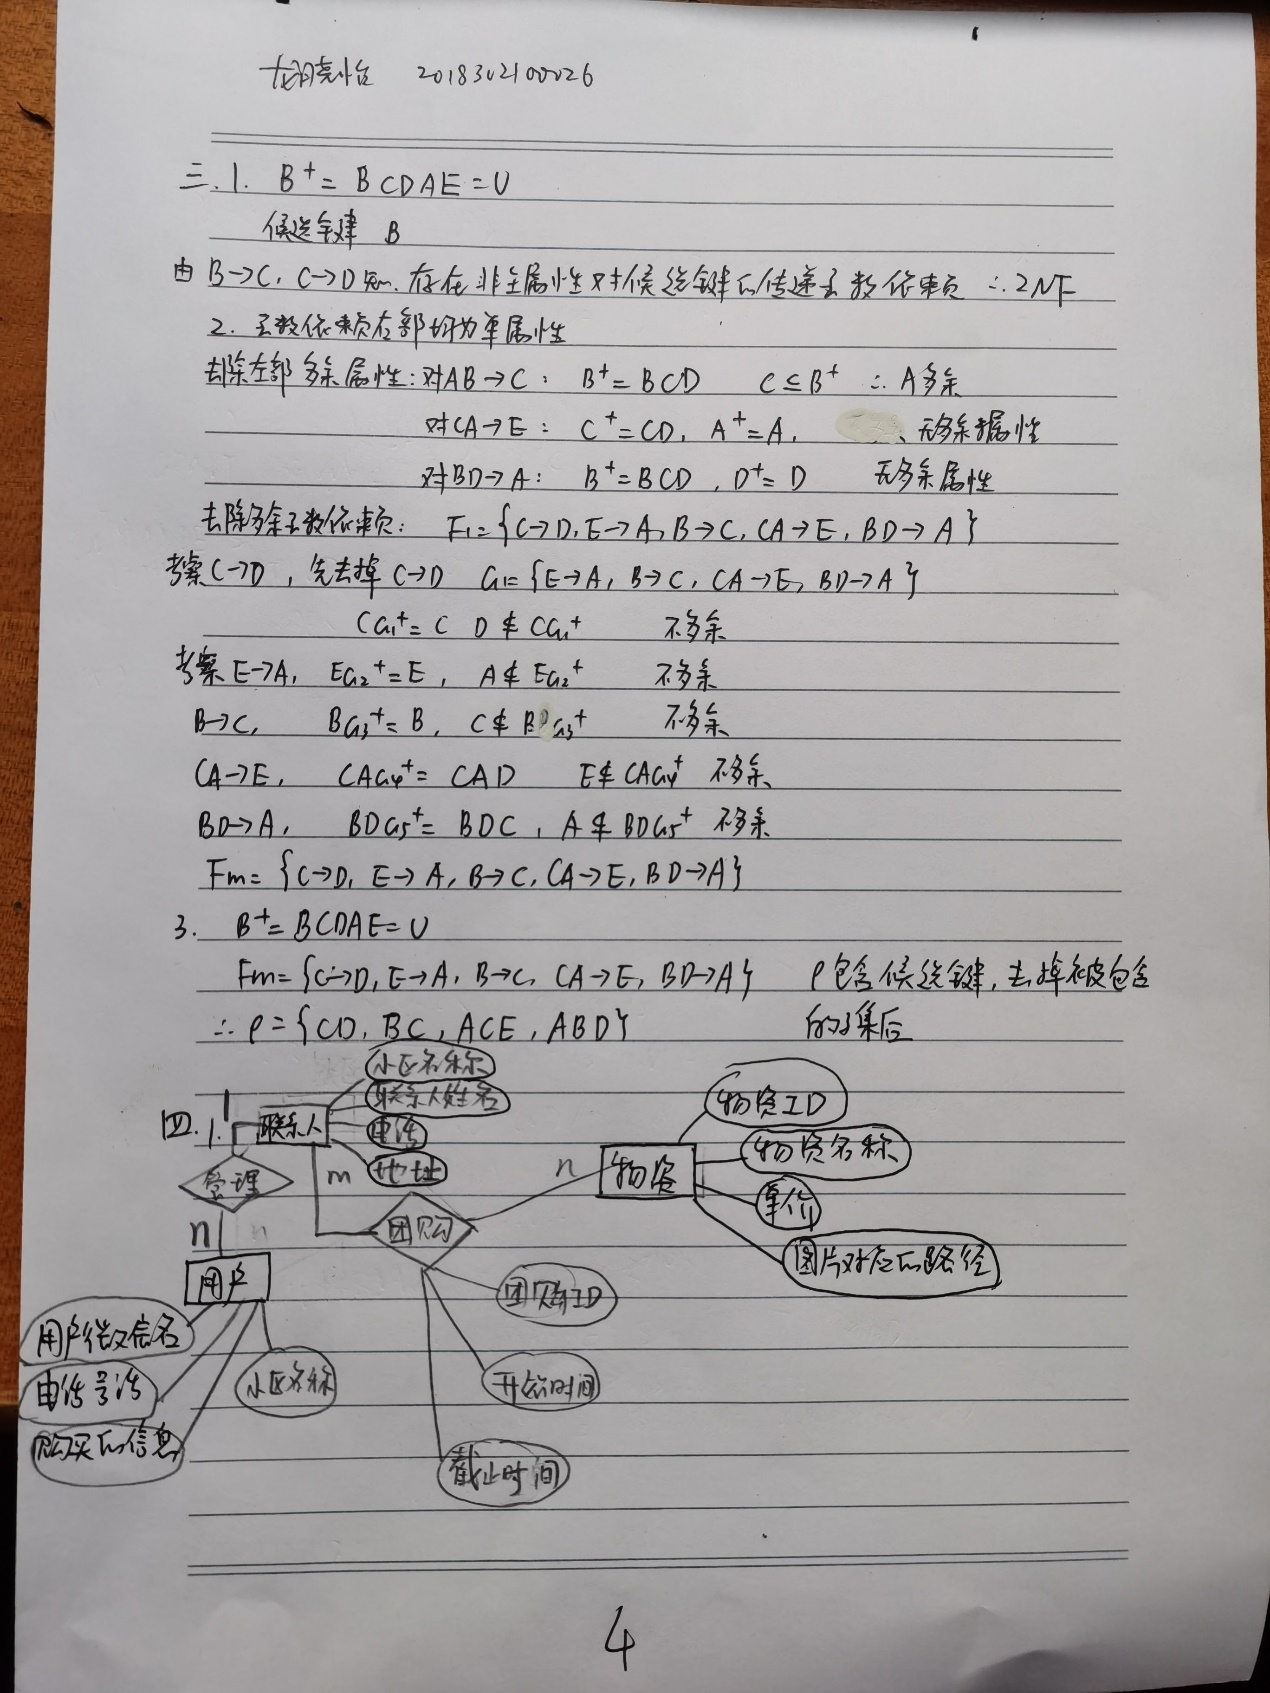 2018302100026
三.1. B⁺= BCDAE=U
候选键 B
由 B→C, C→D 知. 存在非主属性对候选键的传递函数依赖 ∴2NF
2. 函数依赖右部均为单属性
去除左部多余属性:对AB→C: B⁺=BCD C⊆B⁺ ∴A多余
对CA→E: C⁺=CD, A⁺=A, 无多余属性
对BD→A: B⁺=BCD, D⁺=D 无多余属性
去除多余函数依赖: F₁={C→D, E→A, B→C, CA→E, BD→A}
考察C→D, 先去掉C→D G₁={E→A, B→C, CA→E, BD→A}
CG₁⁺=C D∉CG₁⁺ 不多余
考察E→A, EG₂⁺=E, A∉EG₂⁺ 不多余
B→C, BG₃⁺=B, C∉BG₃⁺ 不多余
CA→E, CAG₄⁺=CAD E∉CAG₄⁺ 不多余
BD→A, BDG₅⁺=BDC, A∉BDG₅⁺ 不多余
Fm={C→D, E→A, B→C, CA→E, BD→A}
3. B⁺=BCDAE=U
Fm={C→D, E→A, B→C, CA→E, BD→A} ρ包含候选键,去掉被包含
∴ρ={CD, BC, ACE, ABD} 的子集后
小区名称
联系人姓名
四.1. 1 联系人
电话
地址
管理
m
n
物资
物资ID
物资名称
单价
图片对应的路径
团购
n
用户
团购ID
用户微信名
电话号码
购买的信息
小区名称
开始时间
截止时间
4